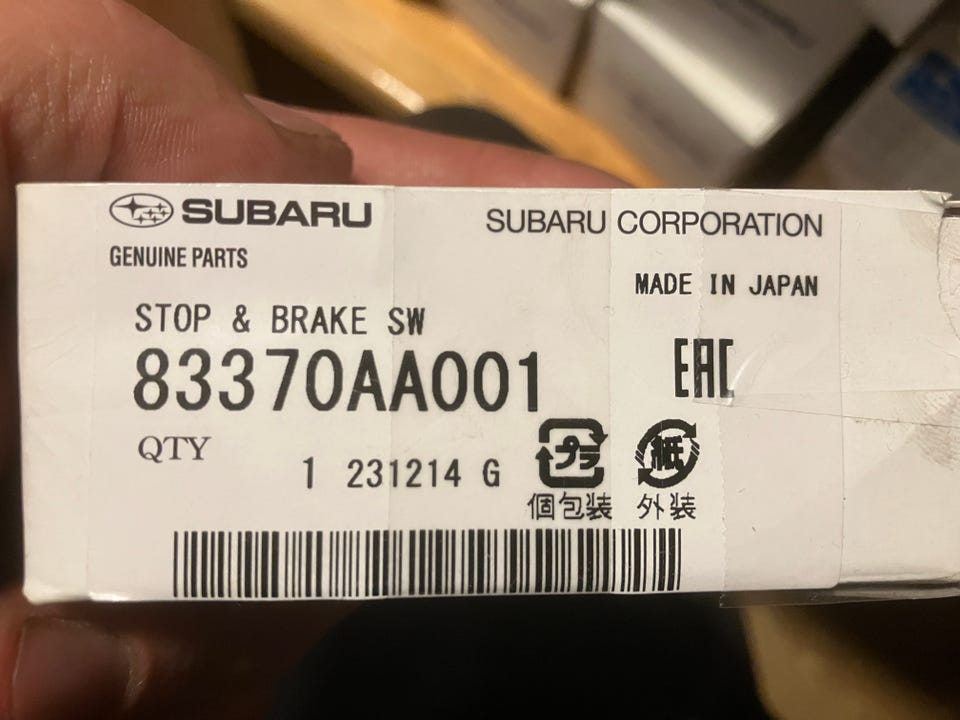 SUBARU
SUBARU CORPORATION
GENUINE PARTS
MADE IN JAPAN
STOP & BRAKE SW
83370AA001
EAC
QTY
1 231214 G
プラ
紙
個包装
外装